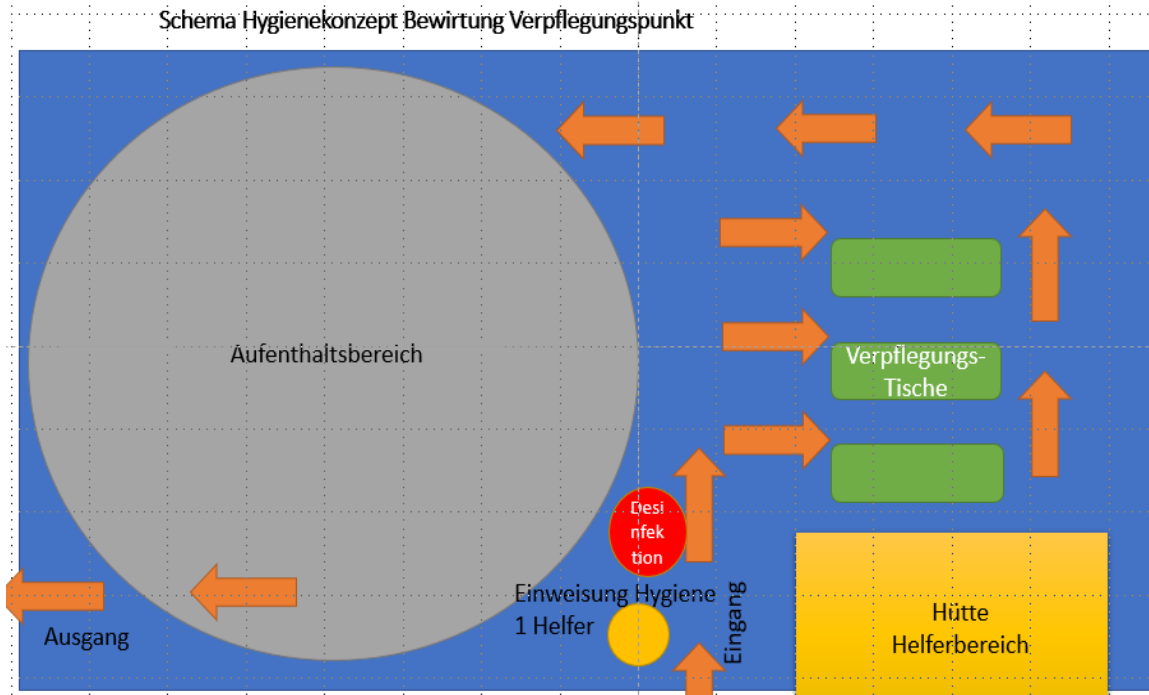 Schema Hygienekonzept Bewirtung Verpflegungspunkt
Aufenthaltsbereich
Verpflegungs-
Tische
Desi
nfek
tion
Einweisung Hygiene
1 Helfer
Eingang
Hütte
Helferbereich
Ausgang